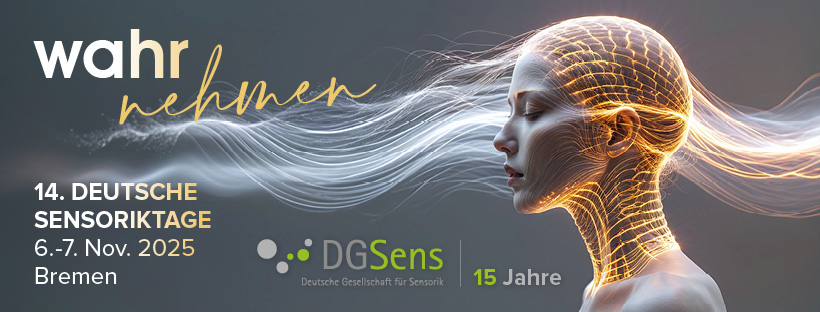 wahr
nehmen
14. DEUTSCHE
SENSORIKTAGE
6.-7. Nov. 2025
Bremen
DGSens
Deutsche Gesellschaft für Sensorik
15 Jahre